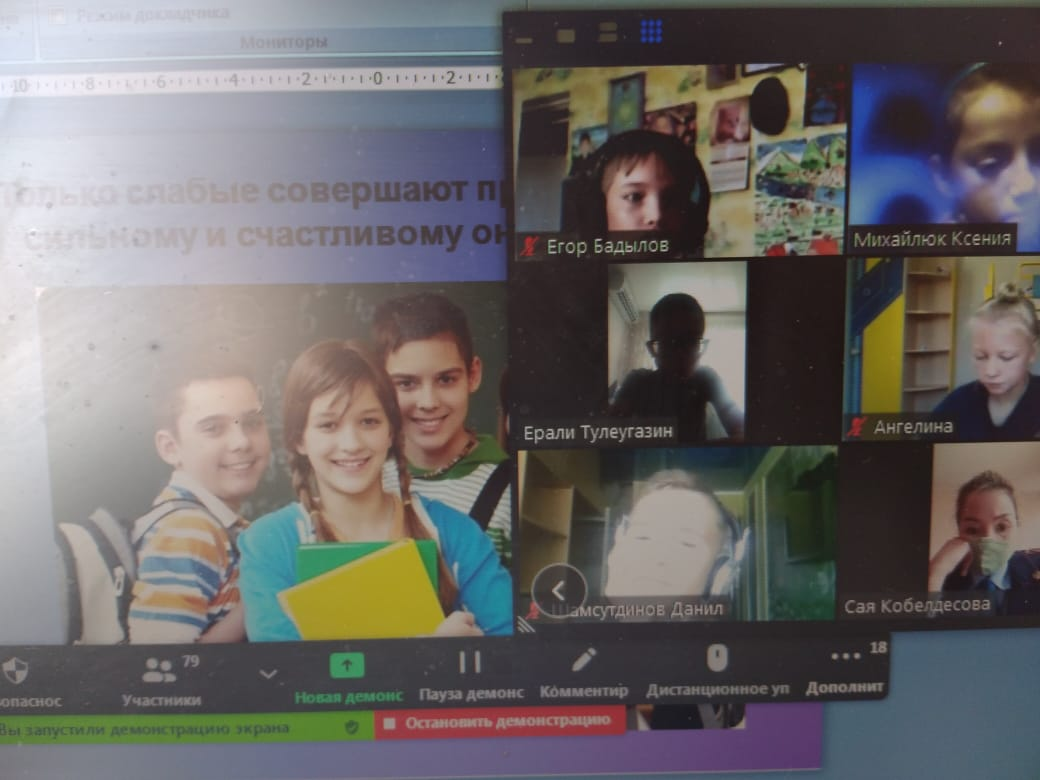 Режим докладчика
Мониторы
10 8 6 4 2 0 2
Только слабые совершают
сильному и счастливому
Егор Бадылов
Михайлюк Ксения
Ерали Тулеугазин
Ангелина
Шамсутдинов Данил
Сая Кобелдесова
опаснос
79
Участники
Новая демонс
Пауза демонс
Комментир
Дистанционное уп
18
Дополнит
Вы запустили демонстрацию экрана
Остановить демонстрацию